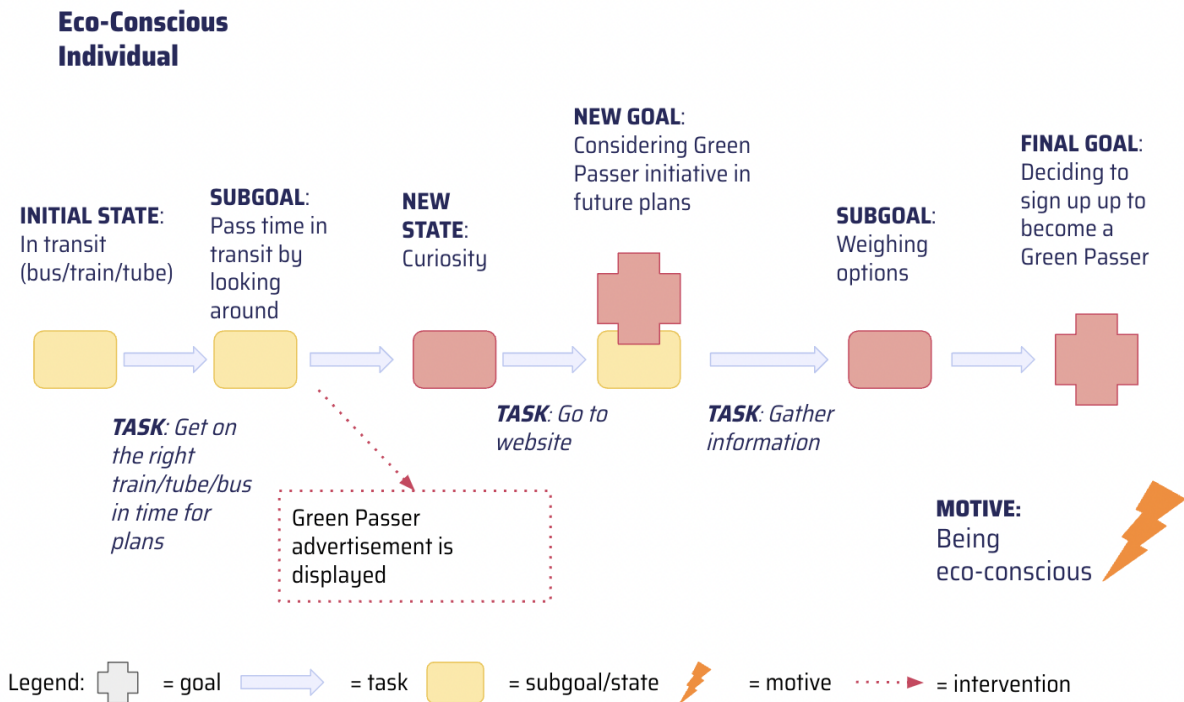 Eco-Conscious
Individual
INITIAL STATE:
In transit
(bus/train/tube)
SUBGOAL:
Pass time in
transit by
looking
around
NEW
STATE:
Curiosity
NEW GOAL:
Considering Green
Passer initiative in
future plans
SUBGOAL:
Weighing
options
FINAL GOAL:
Deciding to
sign up up to
become a
Green Passer
TASK: Get on
the right
train/tube/bus
in time for
plans
TASK: Go to
website
TASK: Gather
information
Green Passer
advertisement is
displayed
MOTIVE:
Being
eco-conscious
Legend: = goal = task = subgoal/state = motive = intervention